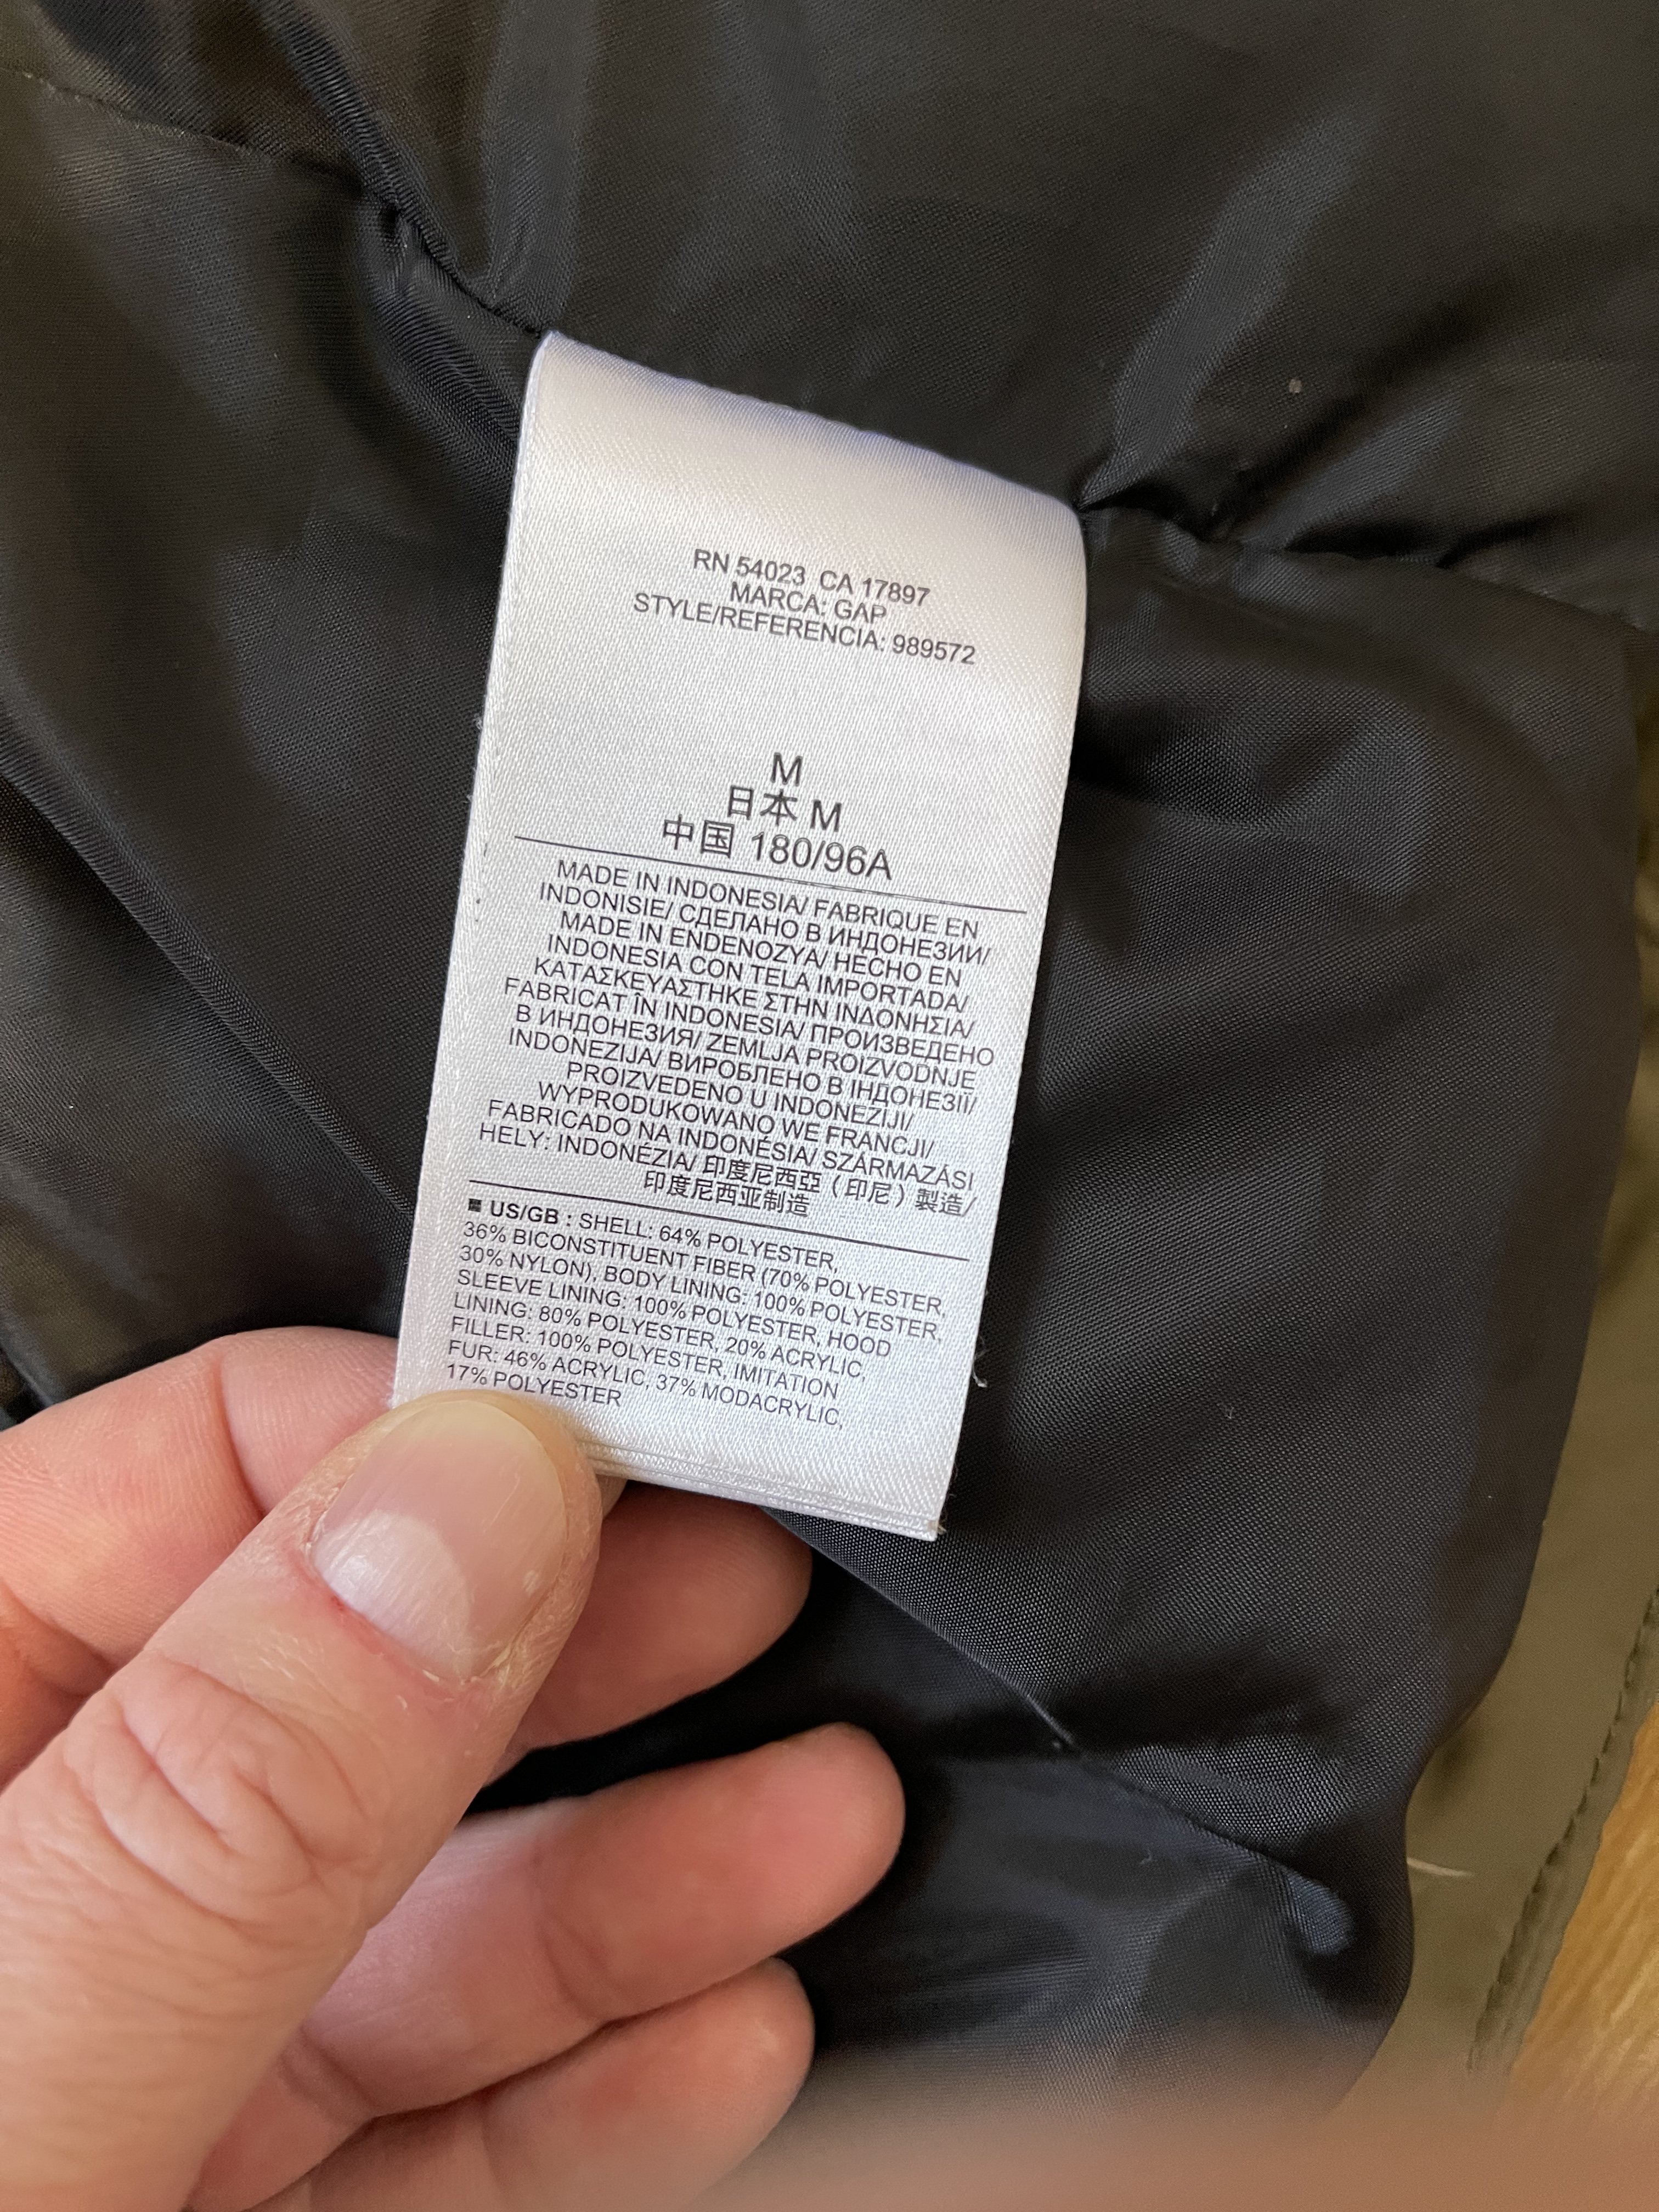 RN 54023 CA 17897
MARCA: GAP
STYLE/REFERENCIA: 989572
M
日本 M
中国 180/96A
MADE IN INDONESIA/ FABRIQUE EN
INDONISIE/ СДЕЛАНО В ИНДОНЕЗИИ/
MADE IN ENDENOZYA/ HECHO EN
INDONESIA CON TELA IMPORTADA/
ΚΑΤΑΣΚΕΥΑΣΤΗΚΕ ΣΤΗΝ ΙΝΔΟΝΗΣΙΑ/
FABRICAT ÎN INDONESIA/ ПРОИЗВЕДЕНО
В ИНДОНЕЗИЯ/ ZEMLJA PROIZVODNJE
INDONEZIJA/ ВИРОБЛЕНО В ІНДОНЕЗІЇ/
PROIZVEDENO U INDONEZIJI/
WYPRODUKOWANO WE FRANCJI/
FABRICADO NA INDONÉSIA/ SZÁRMAZÁSI
HELY: INDONÉZIA/ 印度尼西亞（印尼）製造/
印度尼西亚制造
US/GB : SHELL: 64% POLYESTER,
36% BICONSTITUENT FIBER (70% POLYESTER,
30% NYLON), BODY LINING: 100% POLYESTER,
SLEEVE LINING: 100% POLYESTER, HOOD
LINING: 80% POLYESTER, 20% ACRYLIC,
FILLER: 100% POLYESTER, IMITATION
FUR: 46% ACRYLIC, 37% MODACRYLIC,
17% POLYESTER